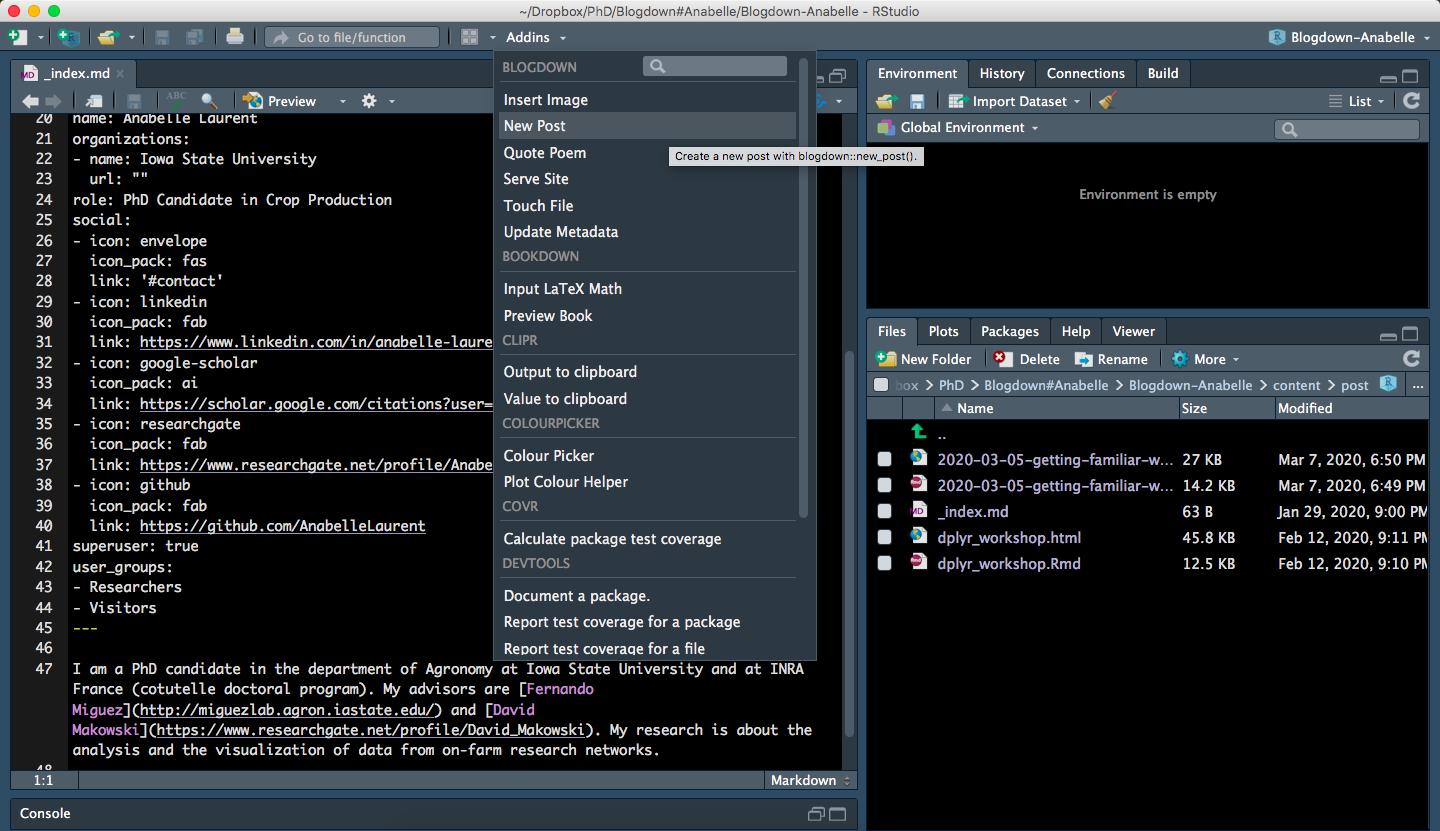 ~/Dropbox/PhD/Blogdown#Anabelle/Blogdown-Anabelle - RStudio
Go to file/function
Addins
Blogdown-Anabelle
_index.md
ABC
Preview
20 name: Anabelle Laurent
21 organizations:
22 - name: Iowa State University
23 url: ""
24 role: PhD Candidate in Crop Production
25 social:
26 - icon: envelope
27 icon_pack: fas
28 link: '#contact'
29 - icon: linkedin
30 icon_pack: fab
31 link: https://www.linkedin.com/in/anabelle-laure
32 - icon: google-scholar
33 icon_pack: ai
34 link: https://scholar.google.com/citations?user=
35 - icon: researchgate
36 icon_pack: fab
37 link: https://www.researchgate.net/profile/Anabe
38 - icon: github
39 icon_pack: fab
40 link: https://github.com/AnabelleLaurent
41 superuser: true
42 user_groups:
43 - Researchers
44 - Visitors
45 ---
46
47 I am a PhD candidate in the department of Agronomy at Iowa State University and at INRA
France (cotutelle doctoral program). My advisors are [Fernando
Miguez](http://miguezlab.agron.iastate.edu/) and [David
Makowski](https://www.researchgate.net/profile/David_Makowski). My research is about the
analysis and the visualization of data from on-farm research networks.
48
1:1
Markdown
Console
BLOGDOWN
Insert Image
New Post
Quote Poem
Serve Site
Touch File
Update Metadata
BOOKDOWN
Input LaTeX Math
Preview Book
CLIPR
Output to clipboard
Value to clipboard
COLOURPICKER
Colour Picker
Plot Colour Helper
COVR
Calculate package test coverage
DEVTOOLS
Document a package.
Report test coverage for a package
Report test coverage for a file
Create a new post with blogdown::new_post().
Environment History Connections Build
Import Dataset List
Global Environment
Environment is empty
Files Plots Packages Help Viewer
New Folder Delete Rename More
box > PhD > Blogdown#Anabelle > Blogdown-Anabelle > content > post ...
Name Size Modified
..
2020-03-05-getting-familiar-w... 27 KB Mar 7, 2020, 6:50 PM
2020-03-05-getting-familiar-w... 14.2 KB Mar 7, 2020, 6:49 PM
_index.md 63 B Jan 29, 2020, 9:00 PM
dplyr_workshop.html 45.8 KB Feb 12, 2020, 9:11 PM
dplyr_workshop.Rmd 12.5 KB Feb 12, 2020, 9:10 PM